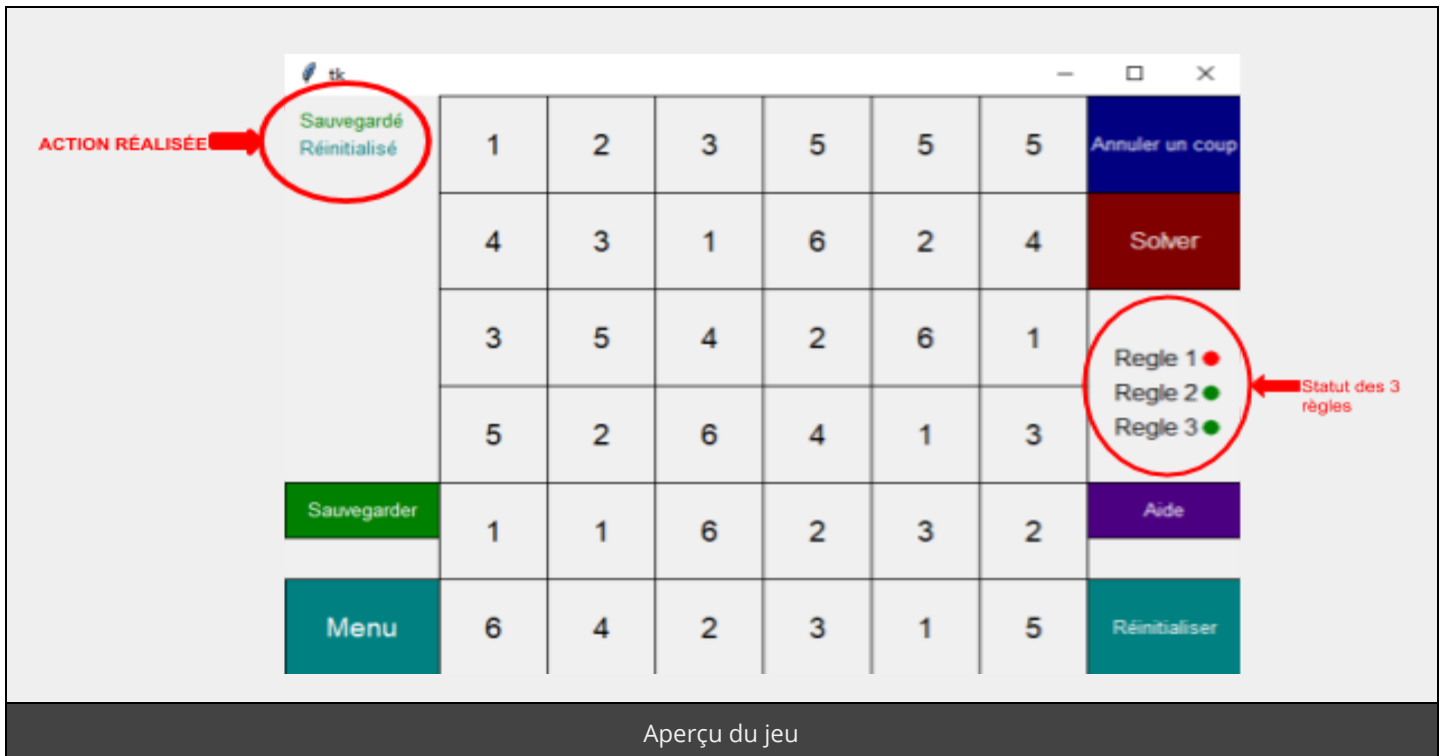 tk
ACTION RÉALISÉE
Sauvegardé
Réinitialisé
1 2 3 5 5 5
Annuler un coup
4 3 1 6 2 4
Solver
3 5 4 2 6 1
Regle 1
Regle 2
Regle 3
Statut des 3
règles
5 2 6 4 1 3
Sauvegarder
1 1 6 2 3 2
Aide
Menu
6 4 2 3 1 5
Réinitialiser
Aperçu du jeu